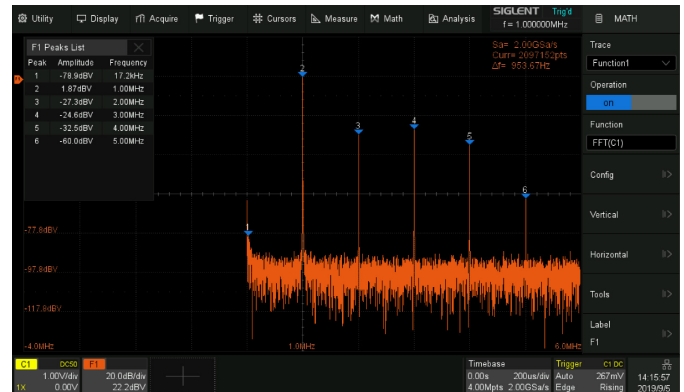 Utility Display Acquire Trigger Cursors Measure Math Analysis SIGLENT Trig'd
f = 1.000000MHz
MATH
F1 Peaks List
Peak Amplitude Frequency
1 -78.9dBV 17.2kHz
2 1.87dBV 1.00MHz
3 -27.3dBV 2.00MHz
4 -24.6dBV 3.00MHz
5 -32.5dBV 4.00MHz
6 -60.0dBV 5.00MHz
Sa= 2.00GSa/s
Curr= 2097152pts
Δf= 953.67Hz
2
3
4
5
6
1
-77.8dBV
-97.8dBV
-117.8dBV
-4.0MHz 1.0MHz 6.0MHz
Trace
Function1
Operation
on
Function
FFT(C1)
Config
Vertical
Horizontal
Tools
Label
F1
C1 DC50
1.00V/div
1X 0.00V
F1
20.0dB/div
22.2dBV
Timebase
0.00s 200us/div
4.00Mpts 2.00GSa/s
Trigger C1 DC
Auto 267mV
Edge Rising
14:15:57
2019/9/5